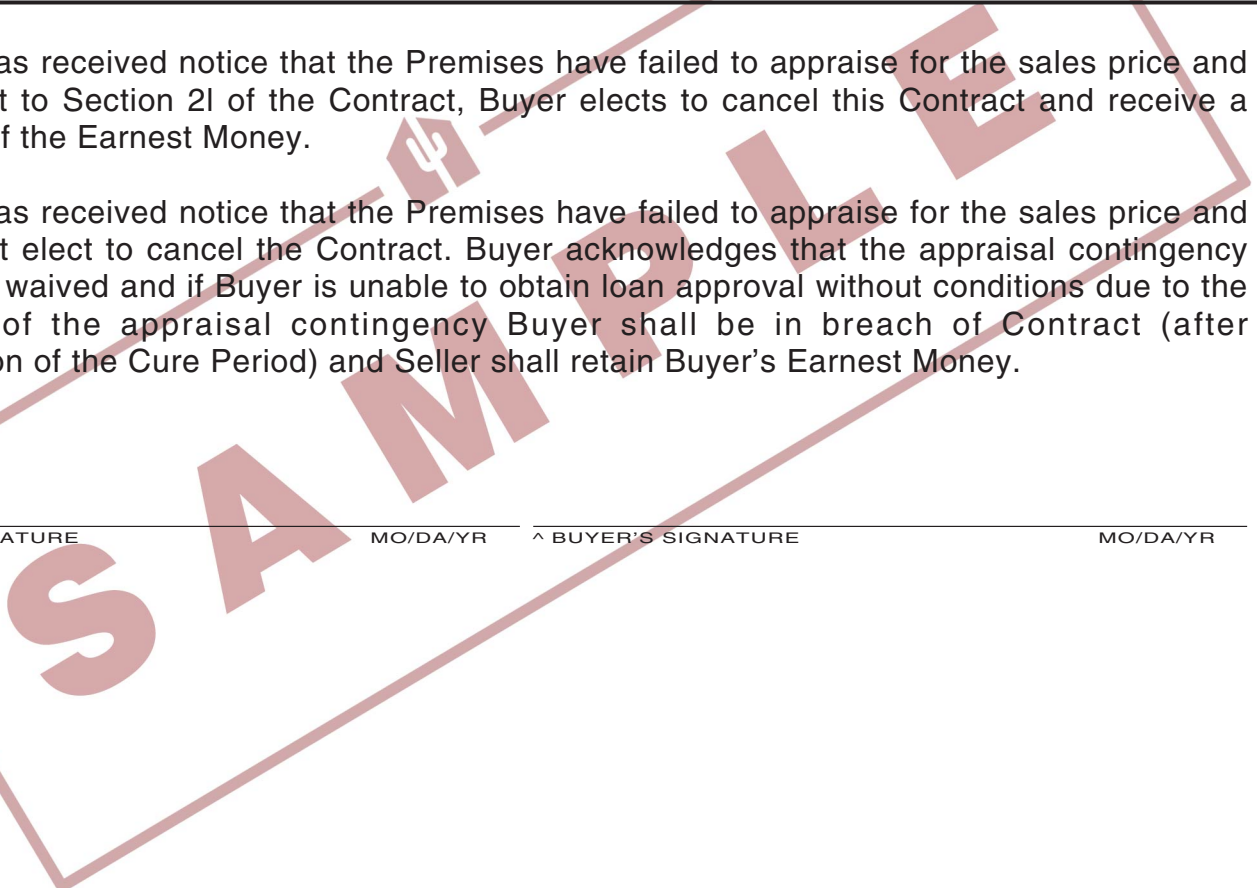 as received notice that the Premises have failed to appraise for the sales price and
t to Section 2l of the Contract, Buyer elects to cancel this Contract and receive a
f the Earnest Money.
as received notice that the Premises have failed to appraise for the sales price and
t elect to cancel the Contract. Buyer acknowledges that the appraisal contingency
waived and if Buyer is unable to obtain loan approval without conditions due to the
of the appraisal contingency Buyer shall be in breach of Contract (after
on of the Cure Period) and Seller shall retain Buyer’s Earnest Money.
ATURE MO/DA/YR ^ BUYER’S SIGNATURE MO/DA/YR
SAMPLE